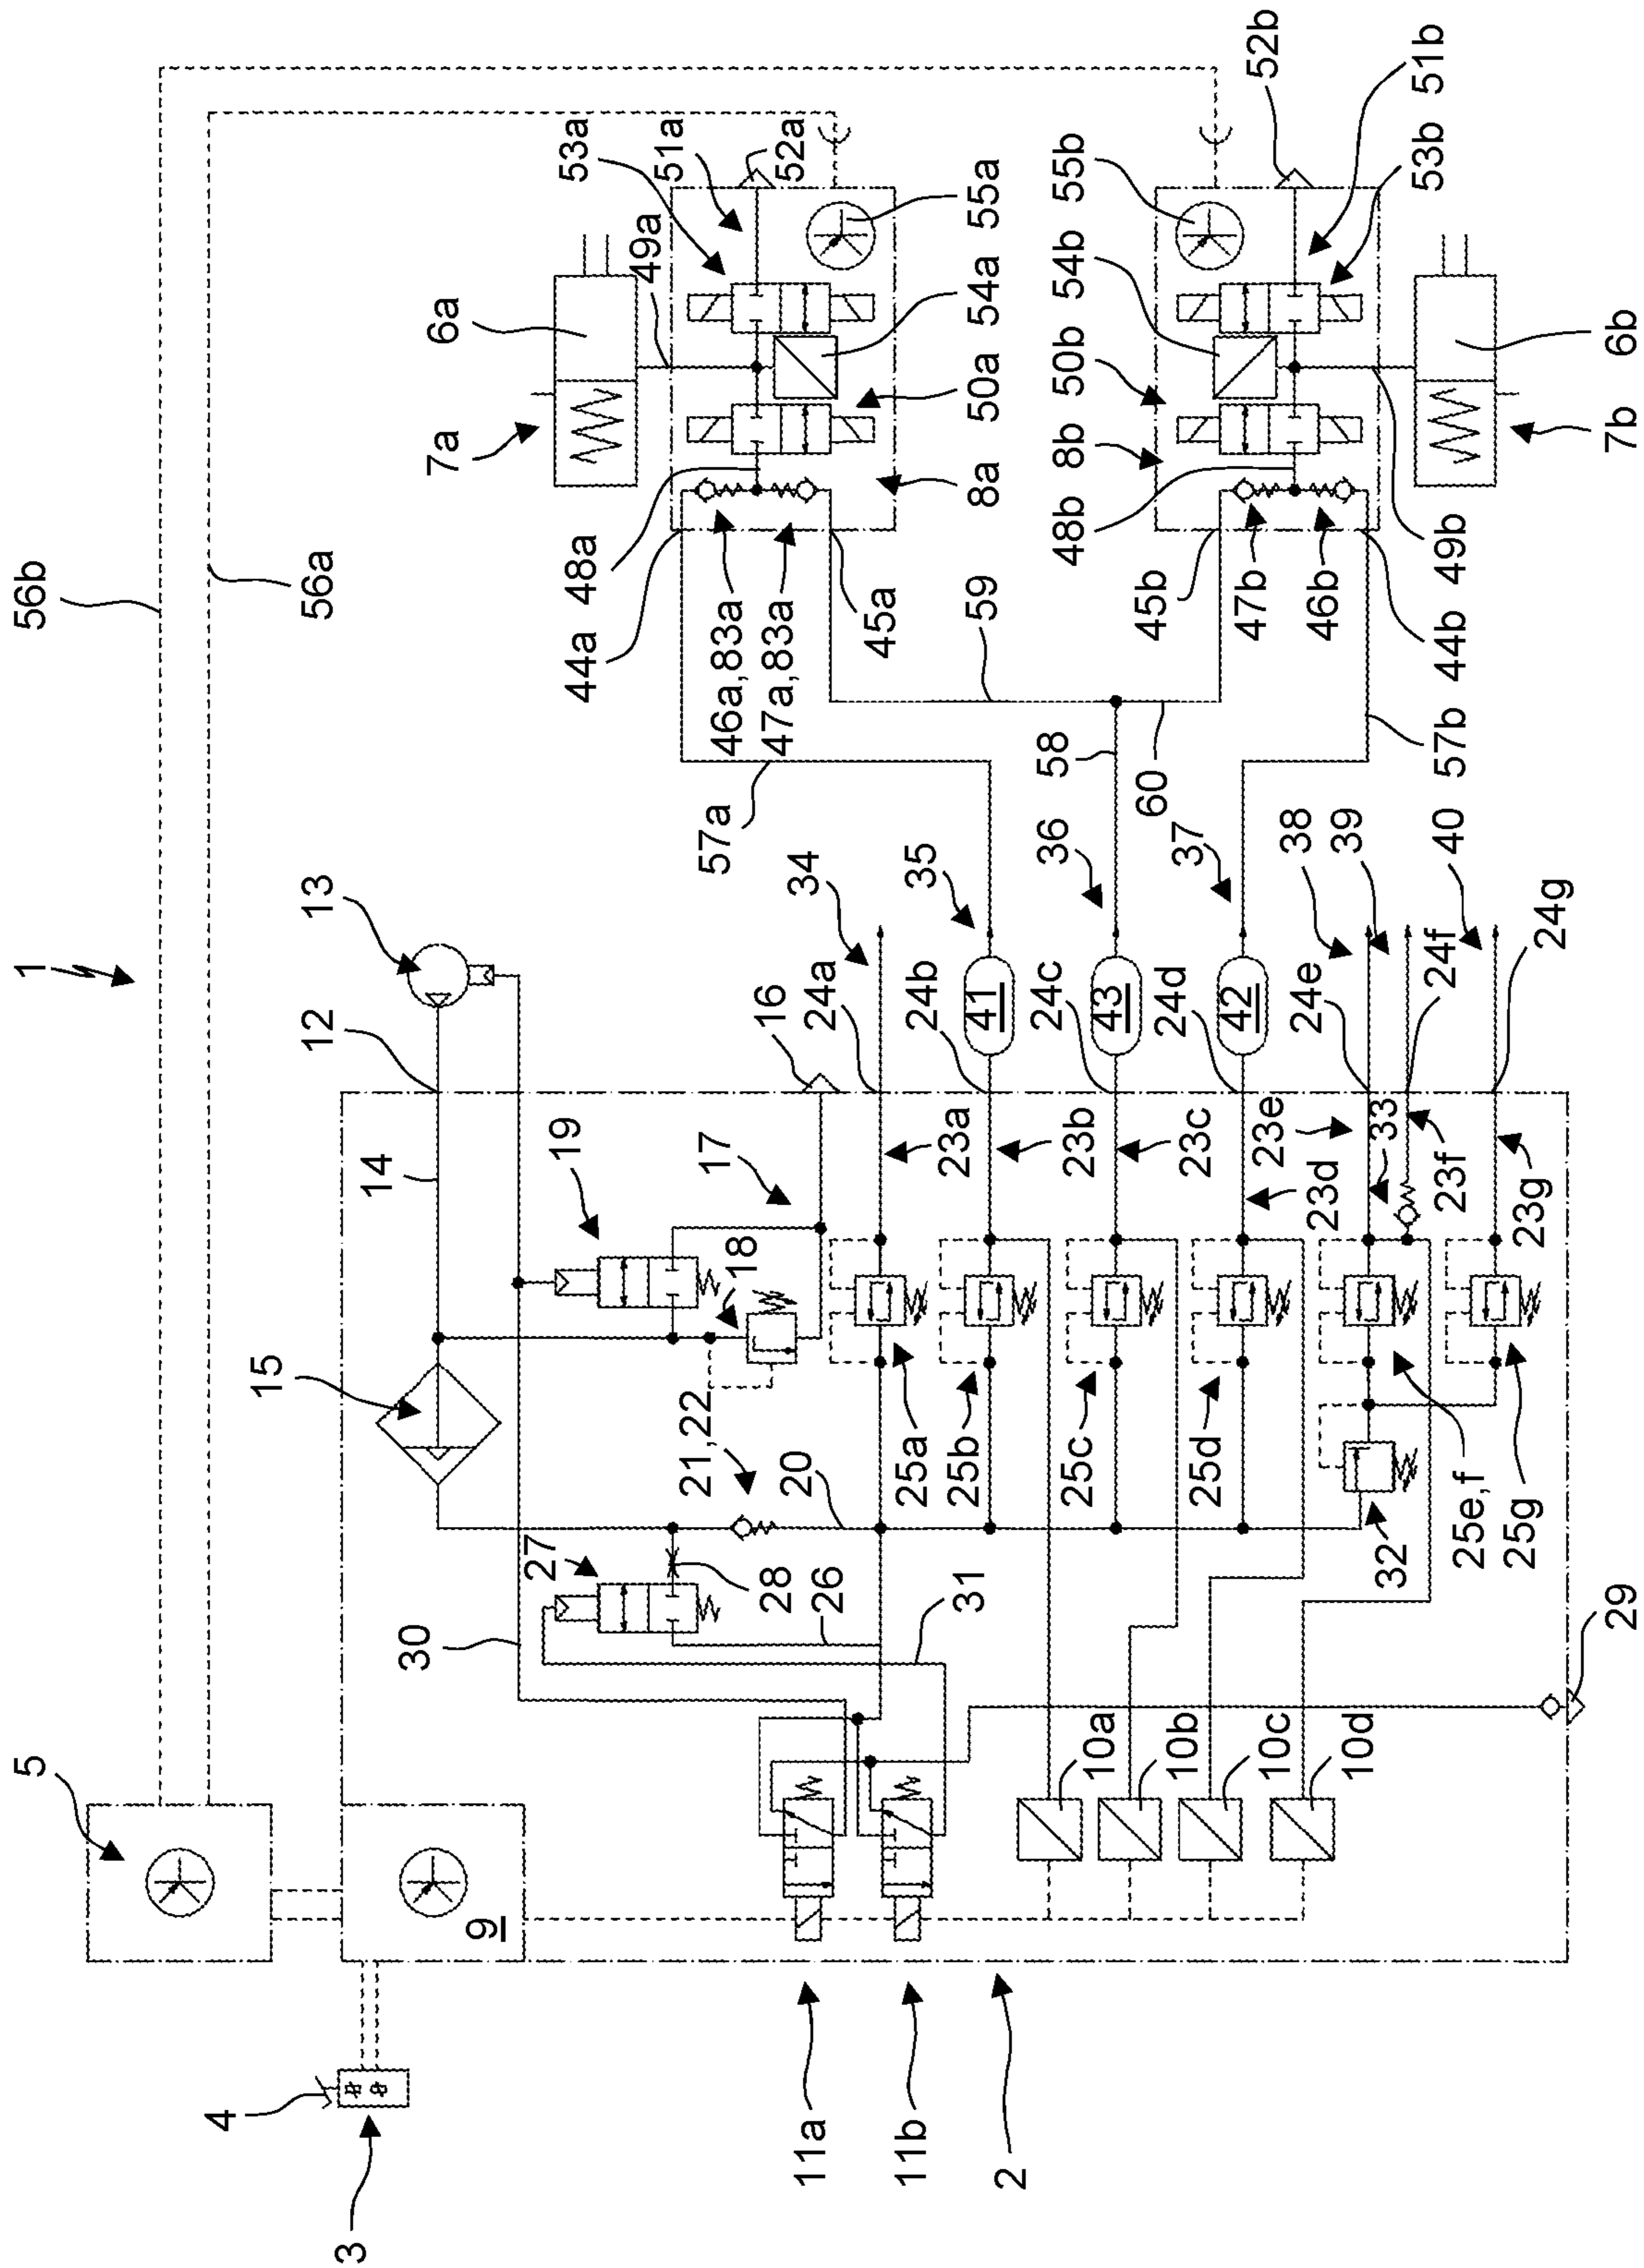 1
56b
56a
53a
51a
52a
49a
6a
7a
55a
54a
50a
8a
48a
44a
46a,83a
47a,83a
45a
59
57a
58
60
52b
51b
53b
55b
54b
50b
8b
48b
45b
47b
46b
44b
49b
6b
7b
57b
13
12
14
15
19
17
18
16
34
35
36
37
38
39
40
24a
24b
24c
24d
24e
24f
24g
41
43
42
23a
23b
23c
23d
23e
33
23f
23g
21,22
20
25a
25b
25c
25d
25e,f
25g
32
27
28
26
31
30
29
5
9
10a
10b
10c
10d
4
3
11a
11b
2